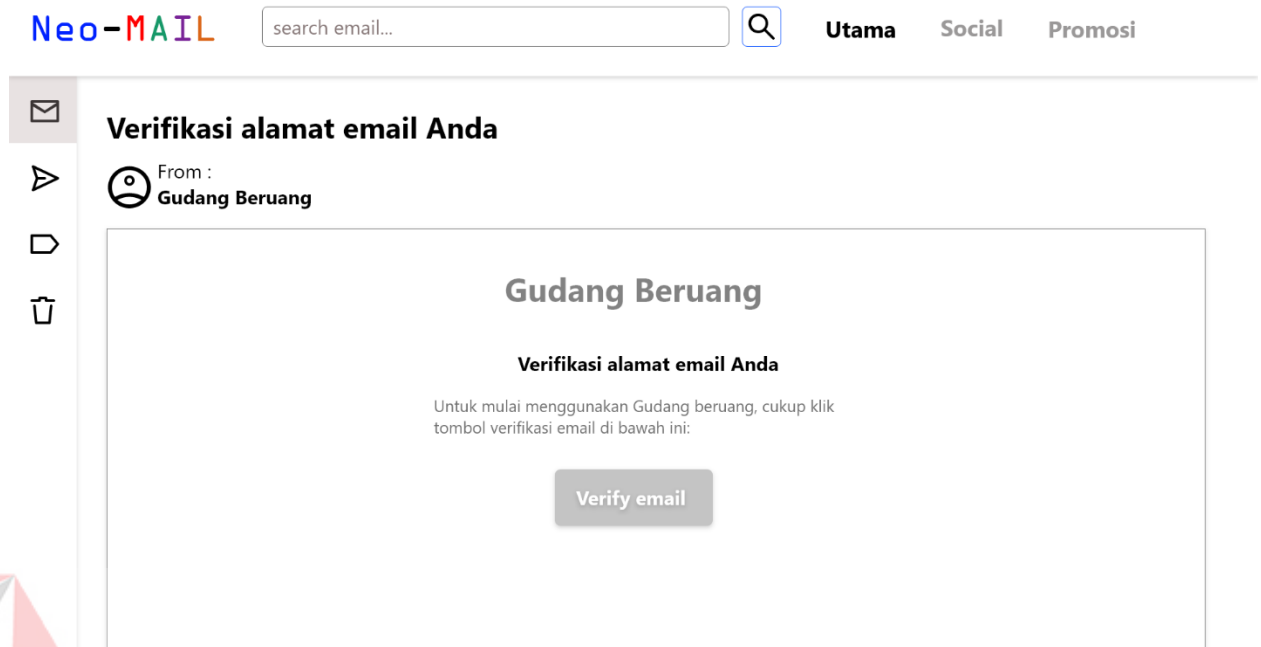 Neo-MAIL
search email...
Utama
Social
Promosi
Verifikasi alamat email Anda
From :
Gudang Beruang
Gudang Beruang
Verifikasi alamat email Anda
Untuk mulai menggunakan Gudang beruang, cukup klik
tombol verifikasi email di bawah ini:
Verify email